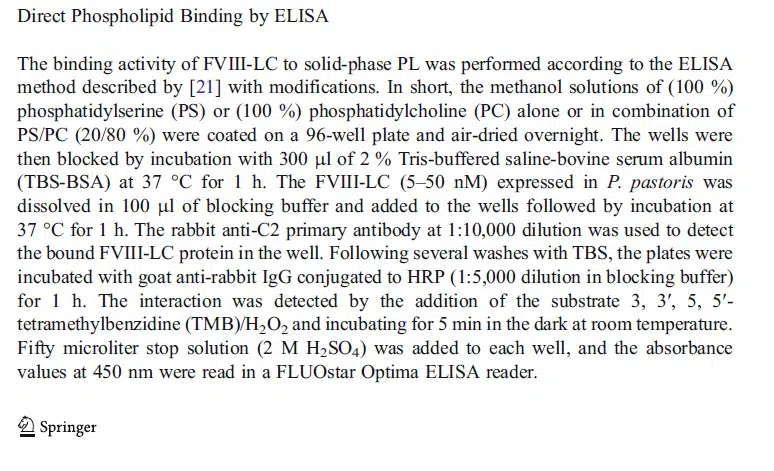 Direct Phospholipid Binding by ELISA
The binding activity of FVIII-LC to solid-phase PL was performed according to the ELISA
method described by [21] with modifications. In short, the methanol solutions of (100 %)
phosphatidylserine (PS) or (100 %) phosphatidylcholine (PC) alone or in combination of
PS/PC (20/80 %) were coated on a 96-well plate and air-dried overnight. The wells were
then blocked by incubation with 300 μl of 2 % Tris-buffered saline-bovine serum albumin
(TBS-BSA) at 37 °C for 1 h. The FVIII-LC (5–50 nM) expressed in P. pastoris was
dissolved in 100 μl of blocking buffer and added to the wells followed by incubation at
37 °C for 1 h. The rabbit anti-C2 primary antibody at 1:10,000 dilution was used to detect
the bound FVIII-LC protein in the well. Following several washes with TBS, the plates were
incubated with goat anti-rabbit IgG conjugated to HRP (1:5,000 dilution in blocking buffer)
for 1 h. The interaction was detected by the addition of the substrate 3, 3′, 5, 5′-
tetramethylbenzidine (TMB)/H₂O₂ and incubating for 5 min in the dark at room temperature.
Fifty microliter stop solution (2 M H₂SO₄) was added to each well, and the absorbance
values at 450 nm were read in a FLUOstar Optima ELISA reader.
Springer